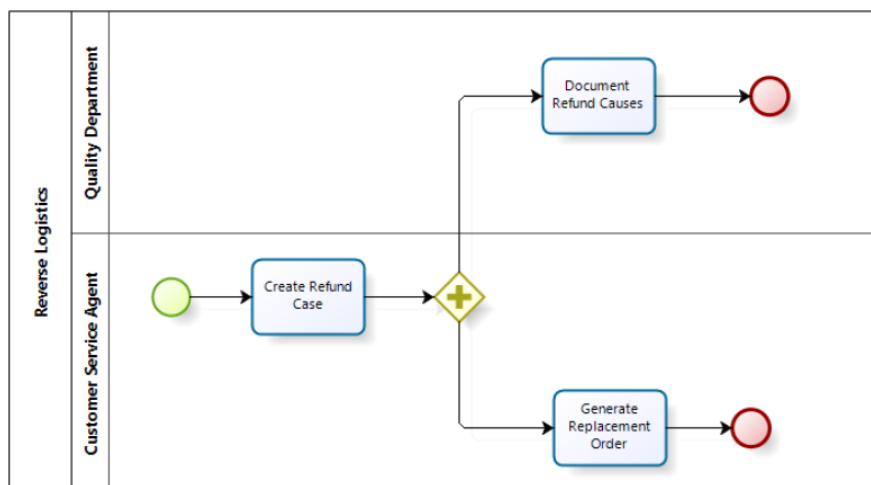 Reverse Logistics
Quality Department
Document
Refund Causes
Customer Service Agent
Create Refund
Case
Generate
Replacement
Order